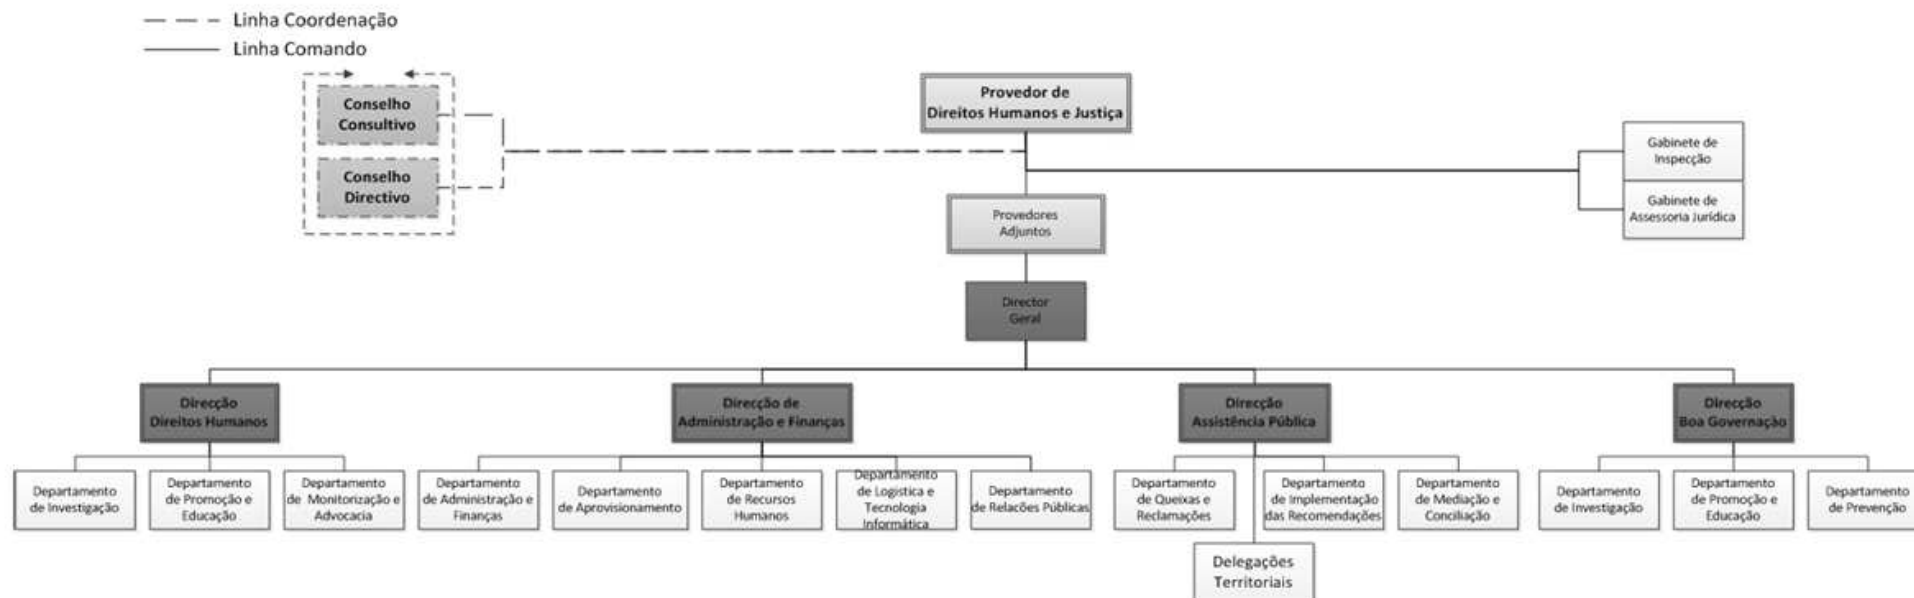 Linha Coordenação
Linha Comando
Conselho
Consultivo
Conselho
Directivo
Provedor de
Direitos Humanos e Justiça
Gabinete de
Inspecção
Gabinete de
Assessoria Jurídica
Provedores
Adjuntos
Director
Geral
Direcção
Direitos Humanos
Direcção de
Administração e Finanças
Direcção
Assistência Pública
Direcção
Boa Governação
Departamento
de Investigação
Departamento
de Promoção e
Educação
Departamento
de Monitorização e
Advocacia
Departamento
de Administração e
Finanças
Departamento
de Aprovisionamento
Departamento
de Recursos
Humanos
Departamento
de Logística e
Tecnologia
Informática
Departamento
de Relacões Públicas
Departamento
de Queixas e
Reclamações
Departamento
de Implementação
das Recomendações
Departamento
de Mediação e
Conciliação
Departamento
de Investigação
Departamento
de Promoção e
Educação
Departamento
de Prevenção
Delegações
Territoriais